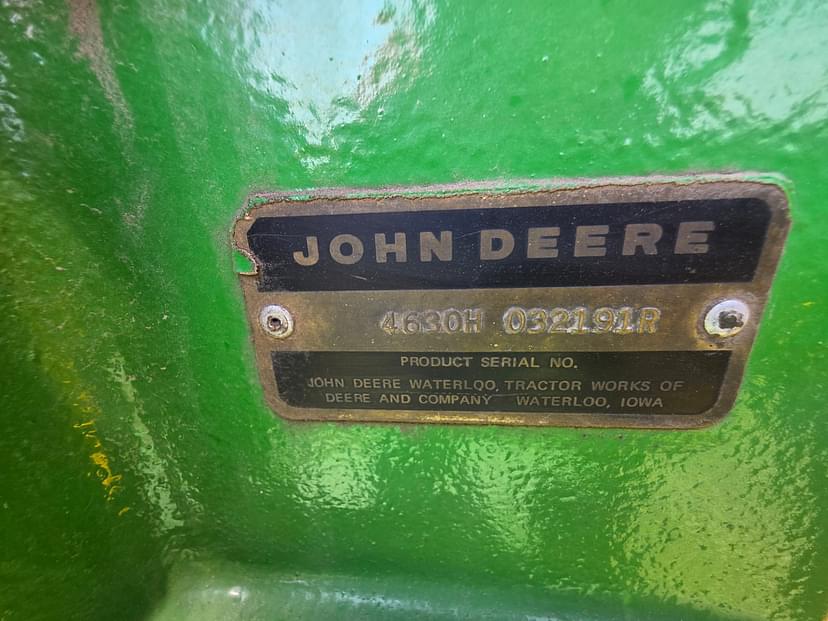 JOHN DEERE
4630H 032191R
PRODUCT SERIAL NO.
JOHN DEERE WATERLOO, TRACTOR WORKS OF
DEERE AND COMPANY WATERLOO, IOWA